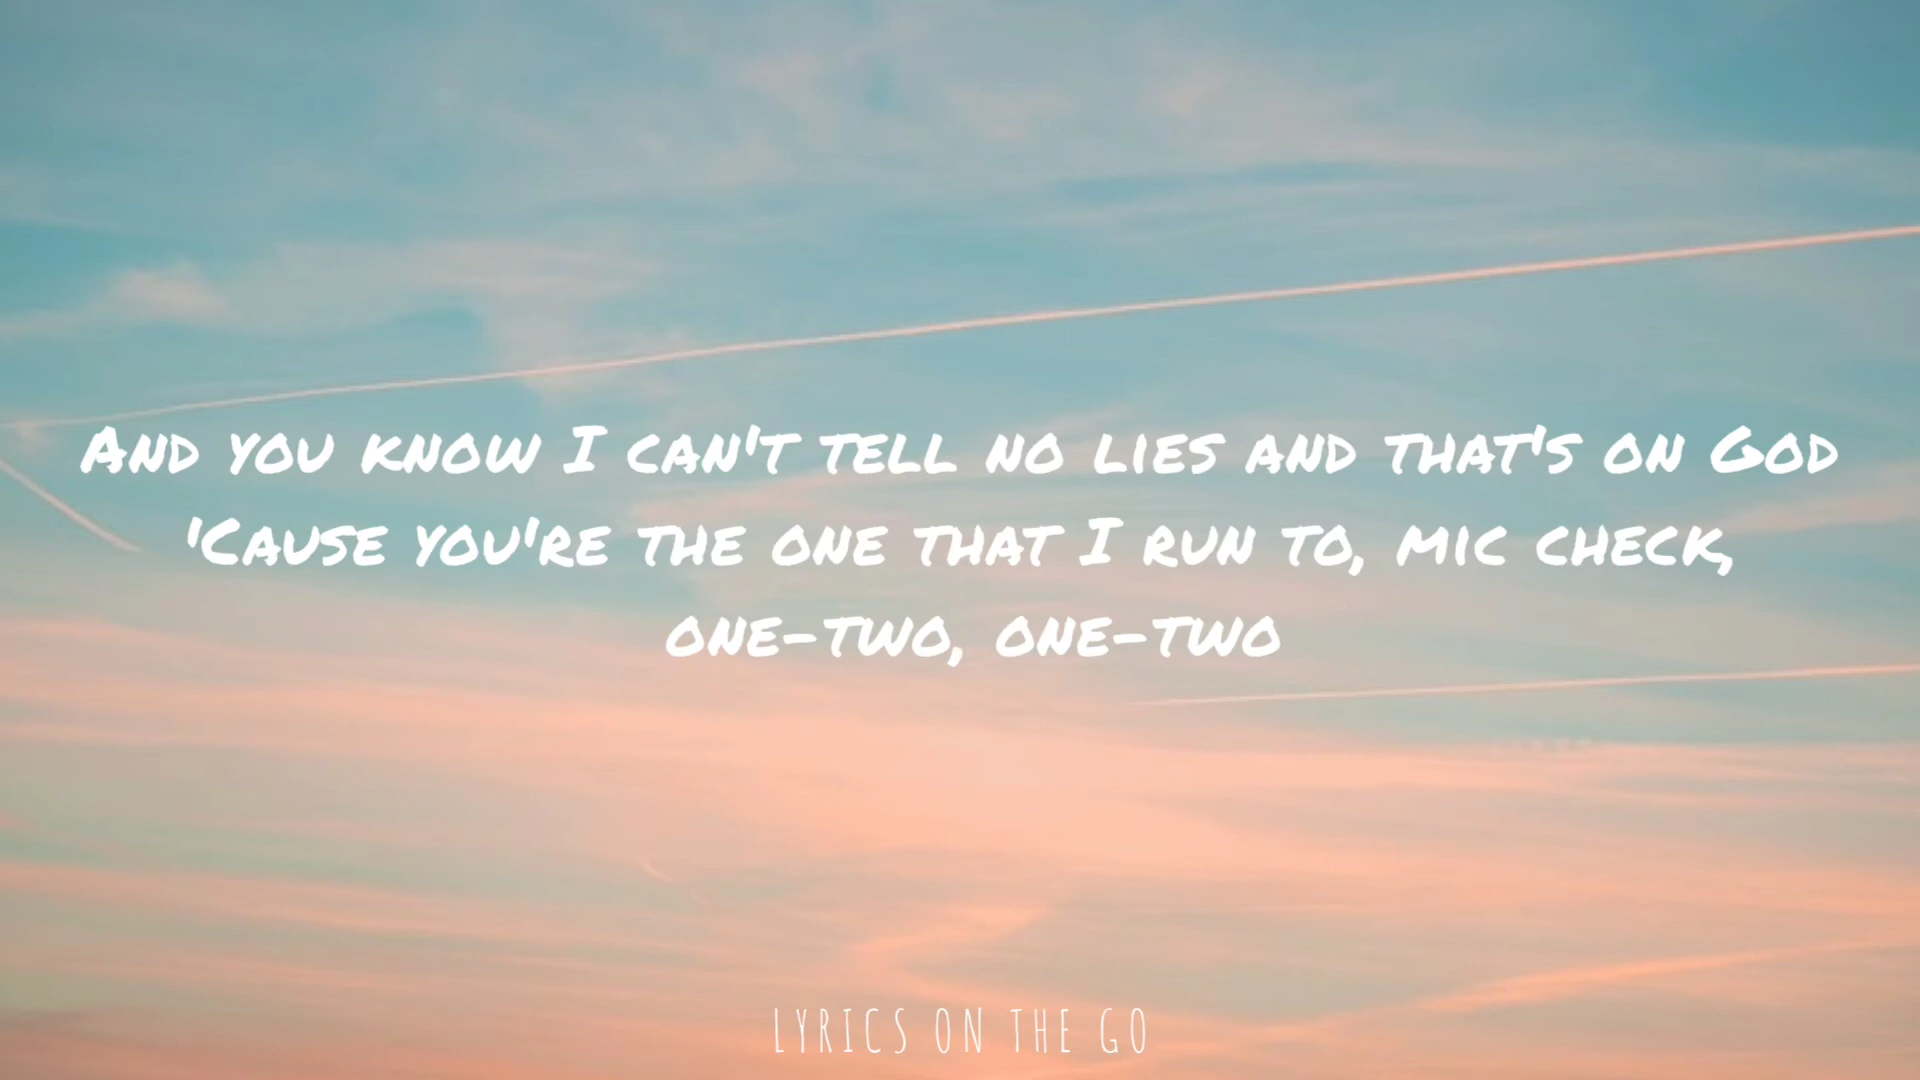 And you know I can't tell no lies and that's on God
'Cause you're the one that I run to, mic check,
one-two, one-two
LYRICS ON THE GO